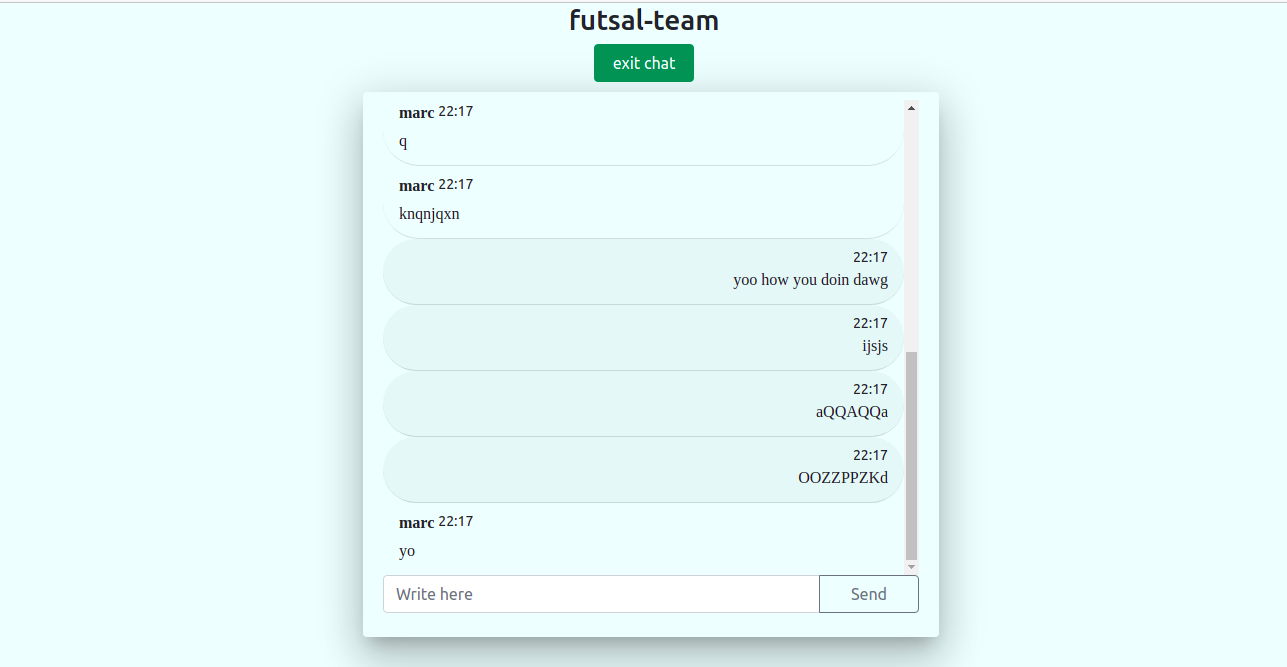 futsal-team
exit chat
marc 22:17
q
marc 22:17
knqnjqxn
22:17
yoo how you doin dawg
22:17
ijsjs
22:17
aQQAQQa
22:17
OOZZPPZKd
marc 22:17
yo
Write here
Send